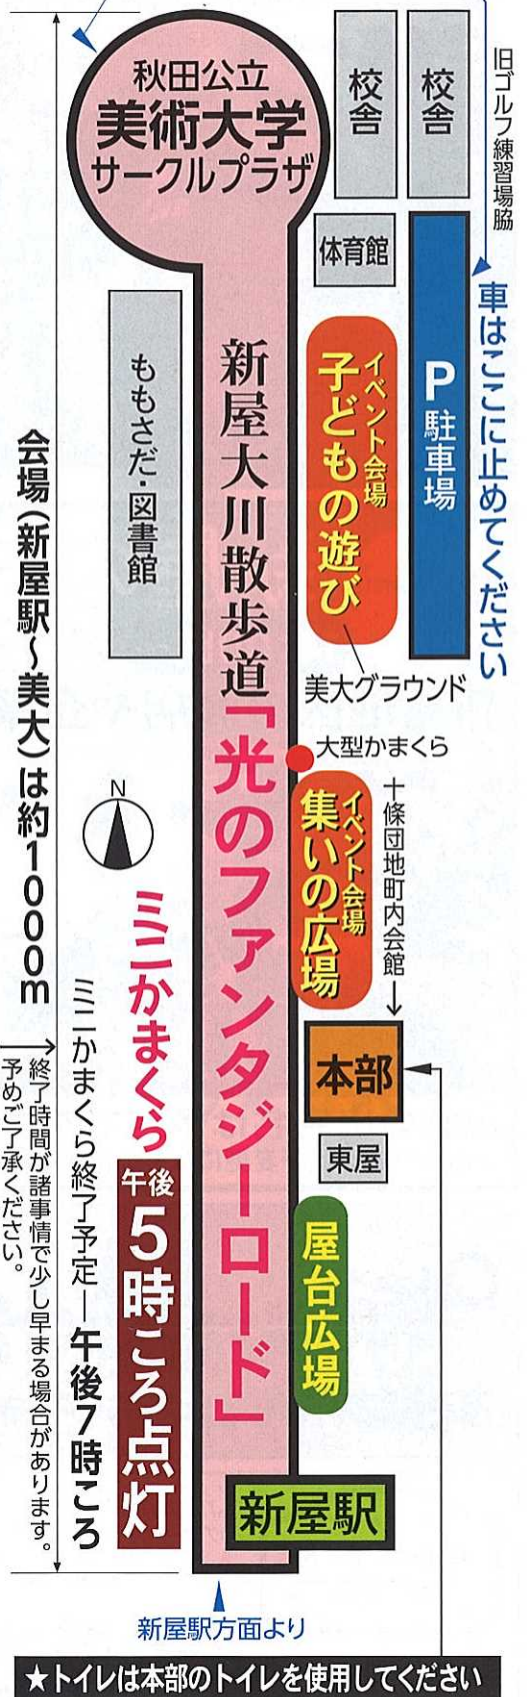 秋田公立
美術大学
サークルプラザ
校舎
校舎
旧ゴルフ練習場脇
体育館
車はここに止めてください
P 駐車場
イベント会場
子どもの遊び
美大グラウンド
ももさだ・図書館
新屋大川散歩道「光のファンタジーロード」
大型かまくら
イベント会場
集いの広場
十條団地町内会館→
本部
東屋
屋台広場
新屋駅
N
ミニかまくら
午後5時ころ点灯
ミニかまくら終了予定―午後7時ころ
終了時間が諸事情で少し早まる場合があります。
予めご了承ください。
会場(新屋駅~美大)は約1000m
新屋駅方面より
★トイレは本部のトイレを使用してください